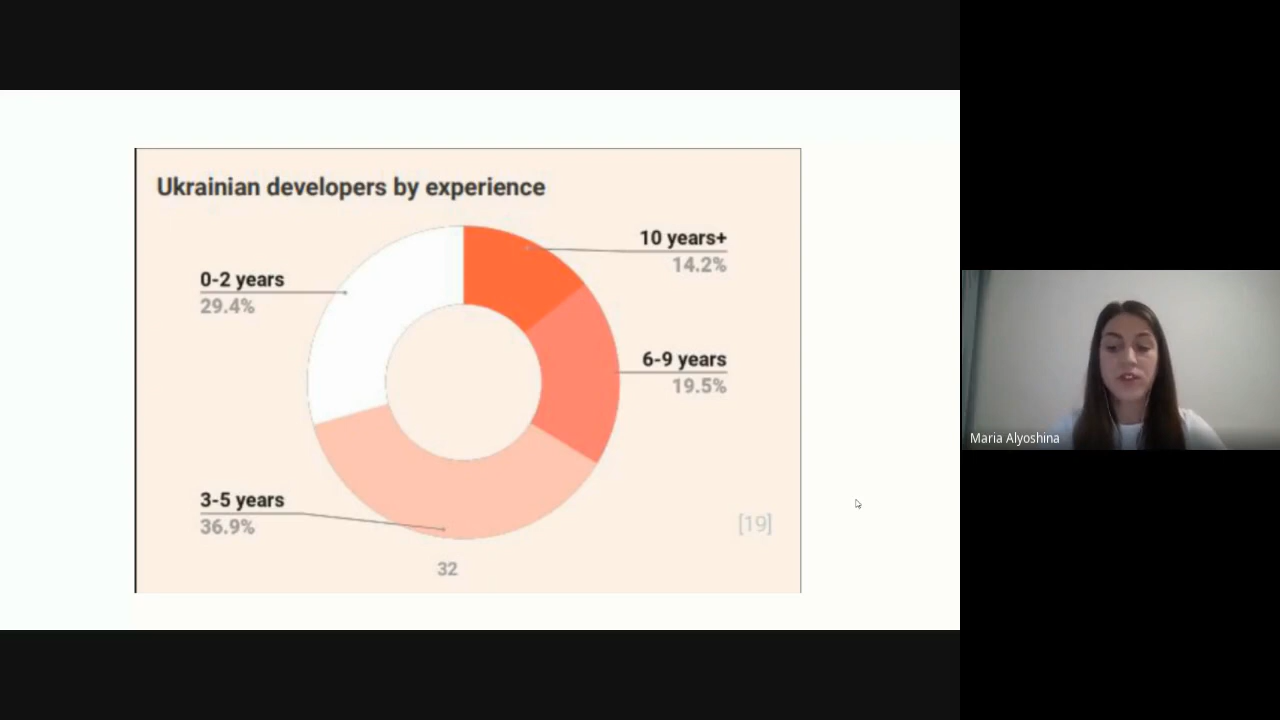 Ukrainian developers by experience
10 years+
14.2%
0-2 years
29.4%
6-9 years
19.5%
3-5 years
36.9%
[19]
32
Maria Alyoshina